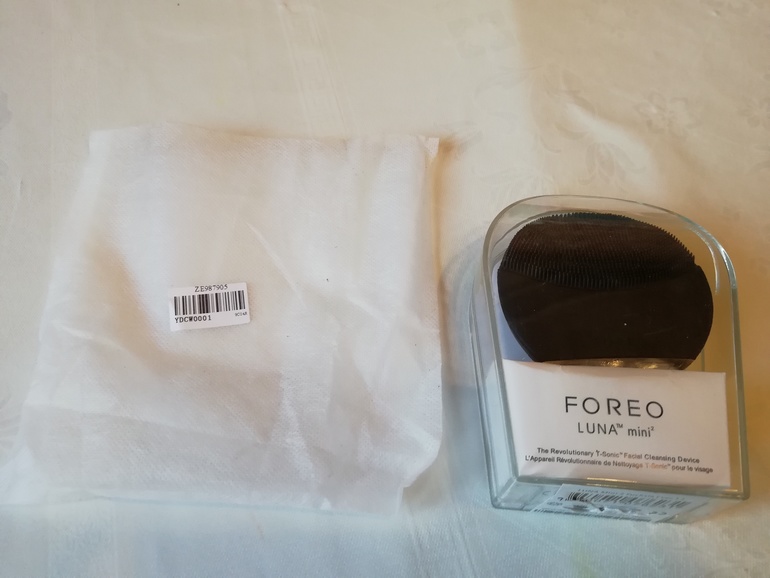 ZE987905
YDCW0001
FOREO
LUNA™ mini²
The Revolutionary T-Sonic™ Facial Cleansing Device
L'Appareil Révolutionnaire de Nettoyage T-Sonic™ pour le visage